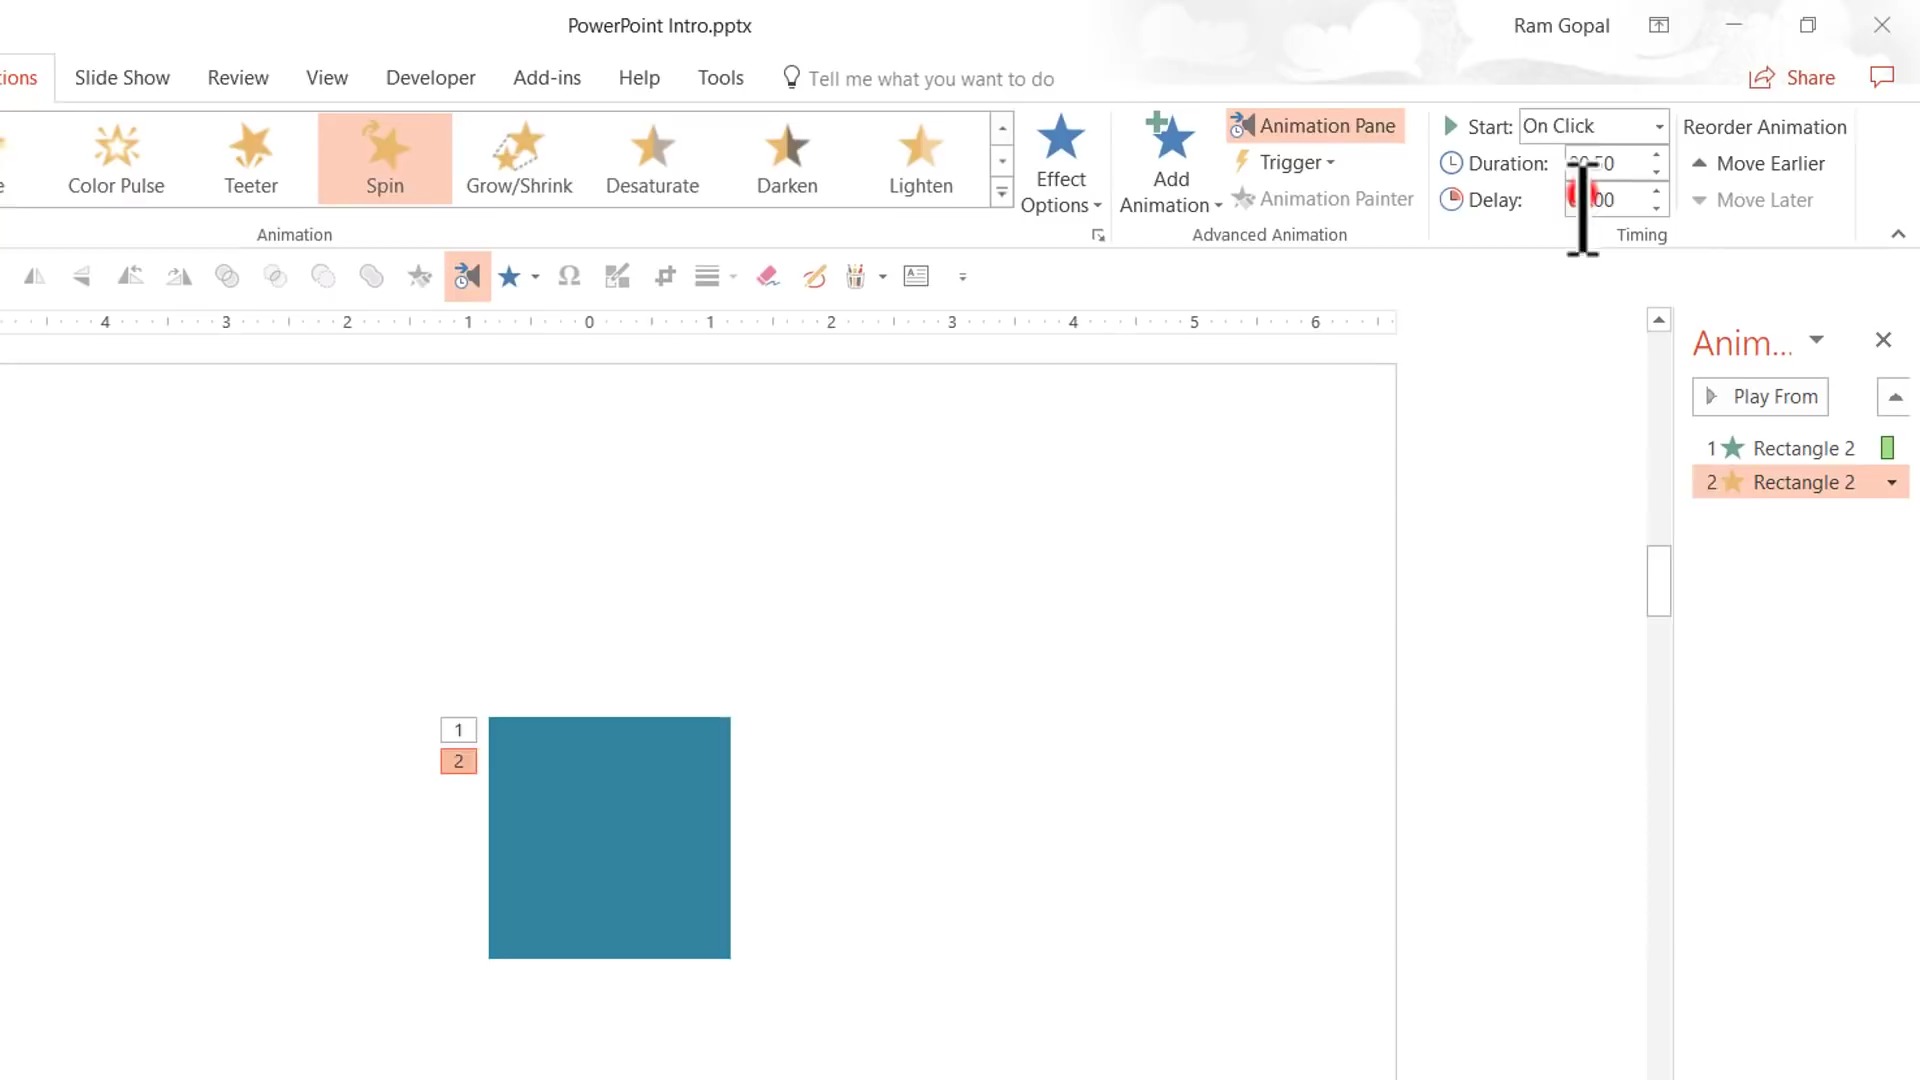 PowerPoint Intro.pptx
Ram Gopal
tions
Slide Show
Review
View
Developer
Add-ins
Help
Tools
Tell me what you want to do
Share
Color Pulse
Teeter
Spin
Grow/Shrink
Desaturate
Darken
Lighten
Effect
Options
Add
Animation
Animation Pane
Trigger
Animation Painter
Start: On Click
Duration:
Delay:
Reorder Animation
Move Earlier
Move Later
Animation
Advanced Animation
Timing
4 3 2 1 0 1 2 3 4 5 6
Anim...
Play From
1 Rectangle 2
2 Rectangle 2
1
2